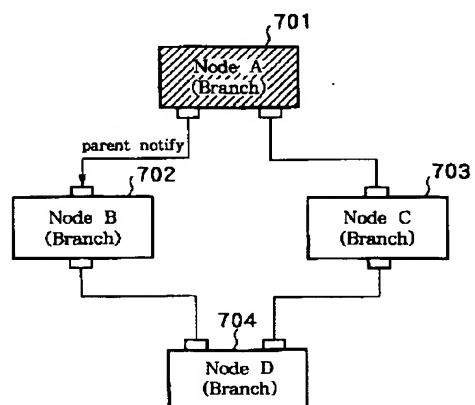 701
Node A
(Branch)
parent notify
702
703
Node B
(Branch)
Node C
(Branch)
704
Node D
(Branch)